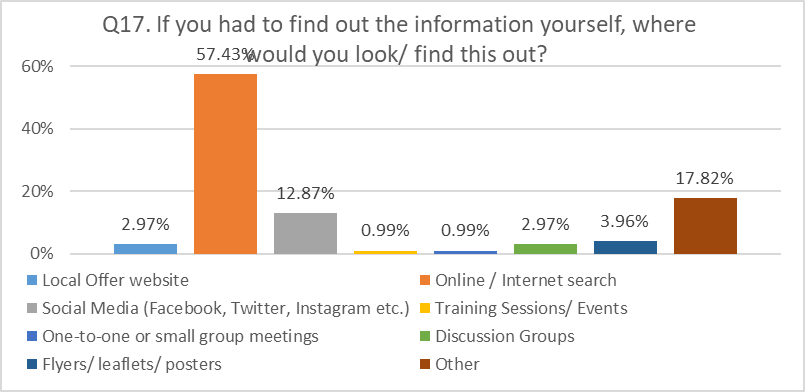 Q17. If you had to find out the information yourself, where
would you look/ find this out?
57.43%
60%
40%
20%
0%
2.97%
12.87%
0.99%
0.99%
2.97%
3.96%
17.82%
Local Offer website
Online / Internet search
Social Media (Facebook, Twitter, Instagram etc.)
Training Sessions/ Events
One-to-one or small group meetings
Discussion Groups
Flyers/ leaflets/ posters
Other